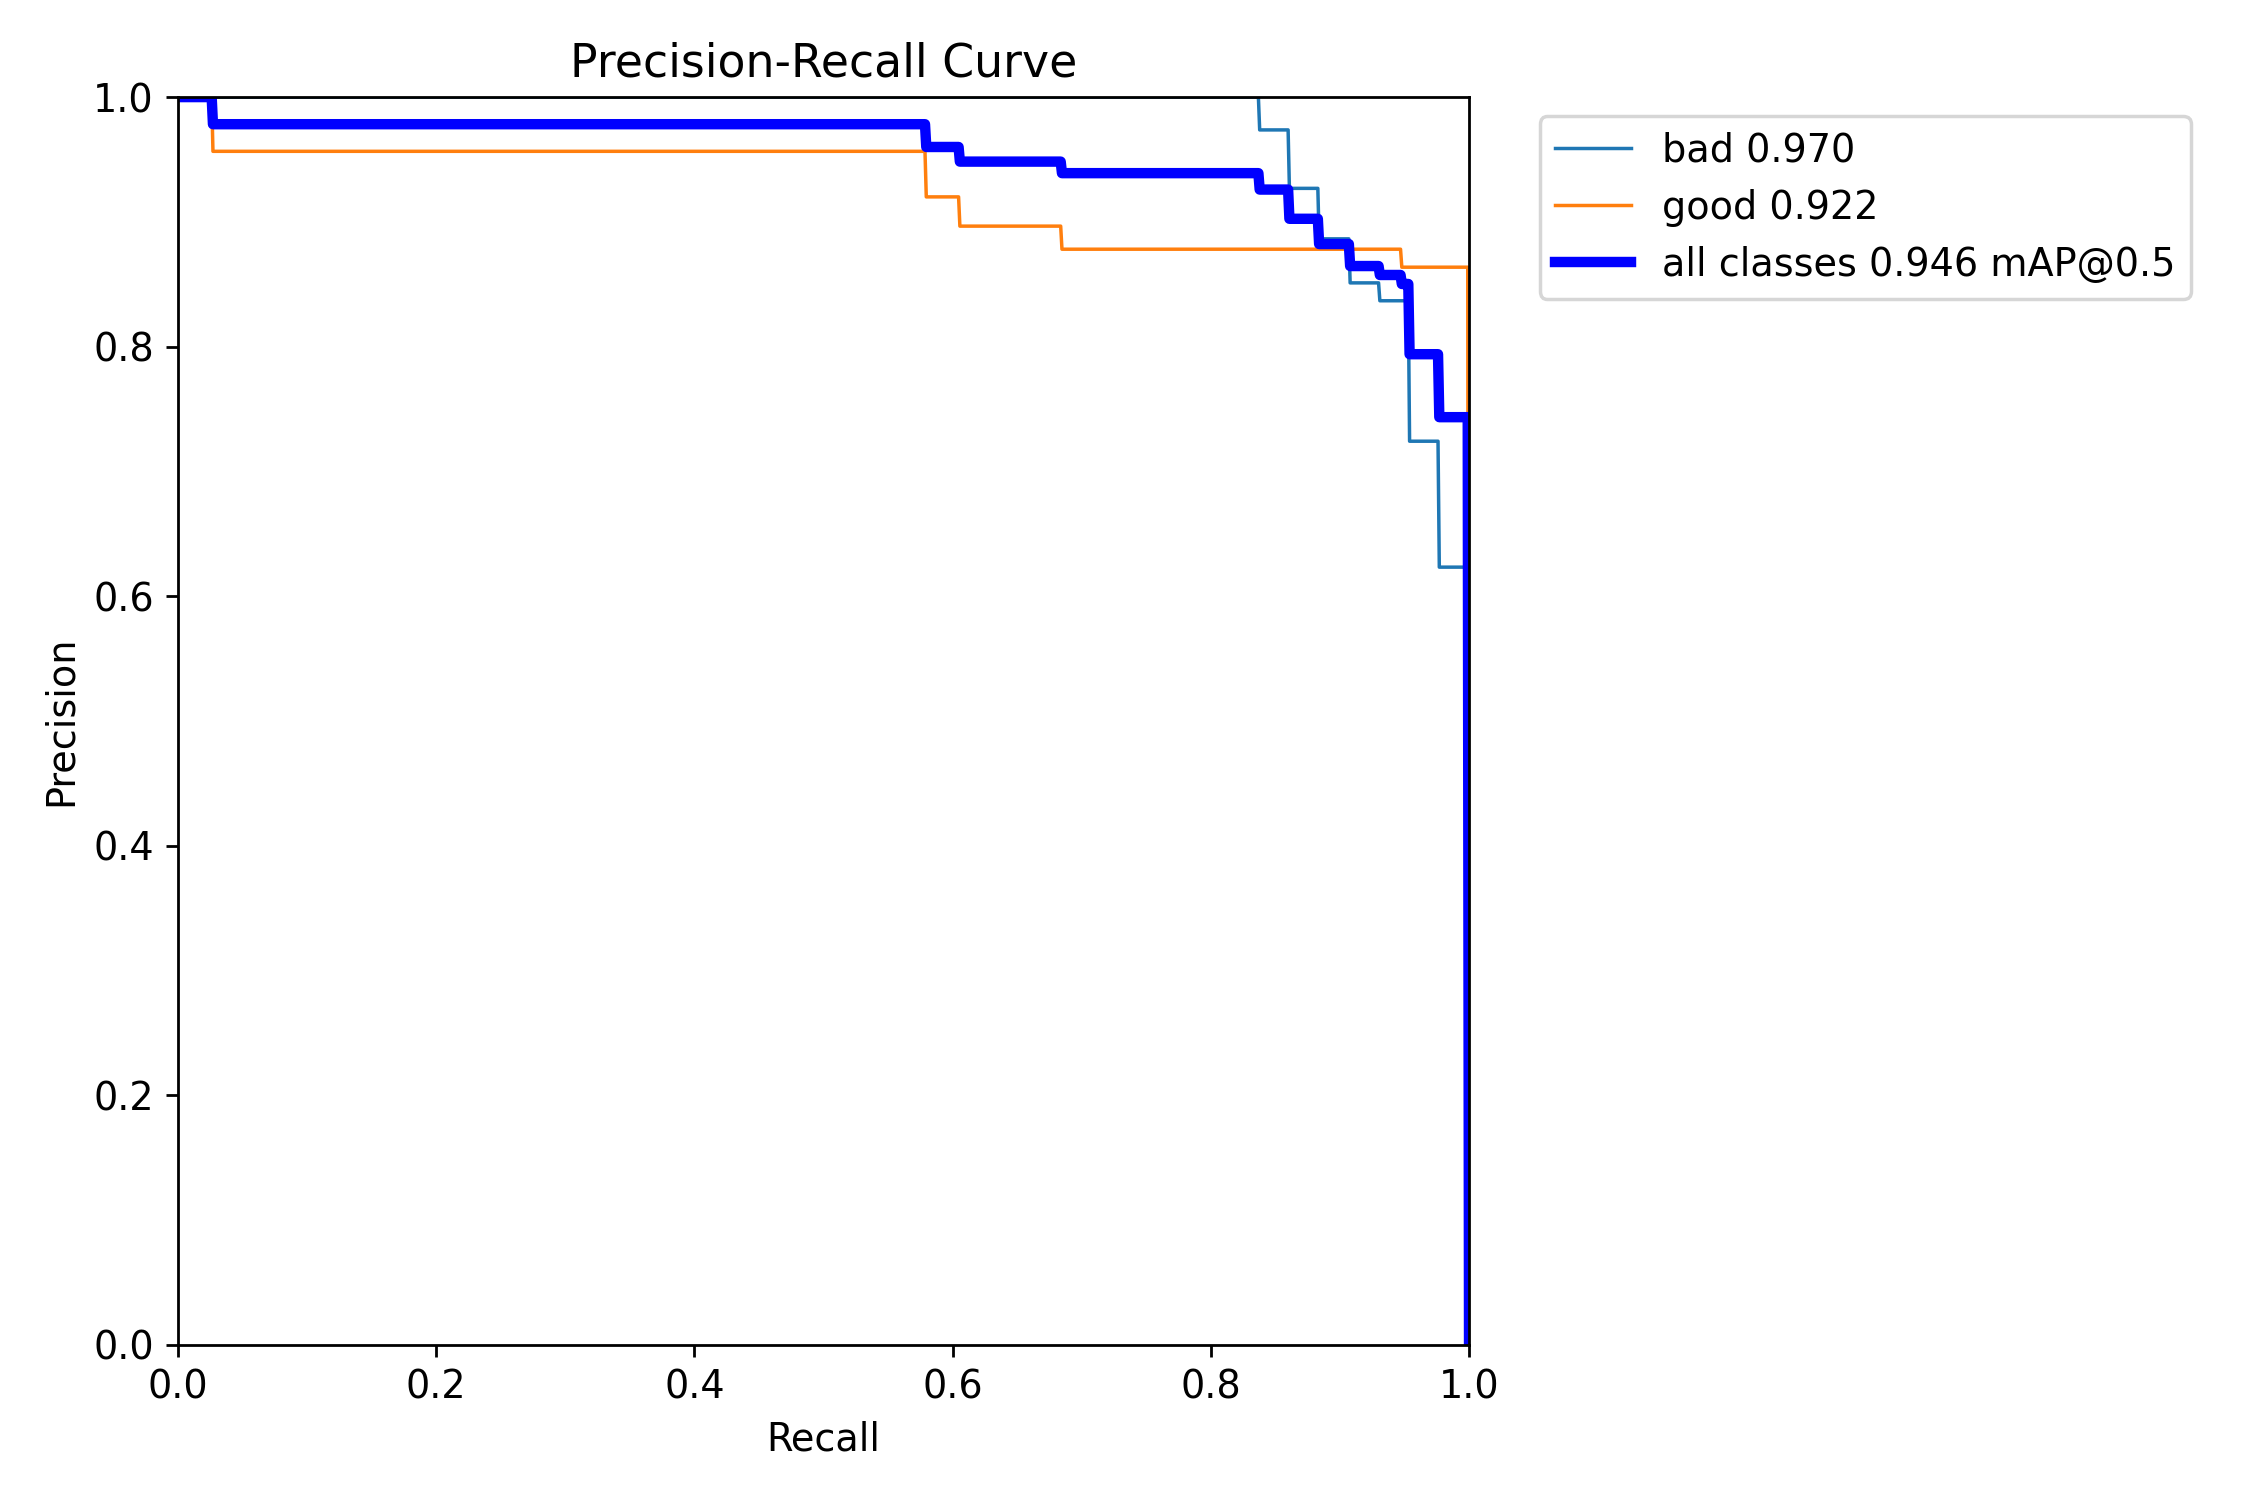 Precision-Recall Curve
1.0
0.8
0.6
0.4
0.2
0.0
Precision
0.0 0.2 0.4 0.6 0.8 1.0
Recall
bad 0.970
good 0.922
all classes 0.946 mAP@0.5